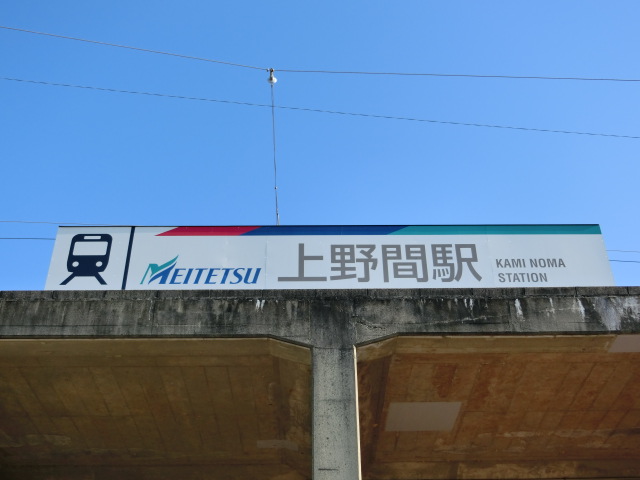 MEITETSU 上野間駅 KAMI NOMA
STATION